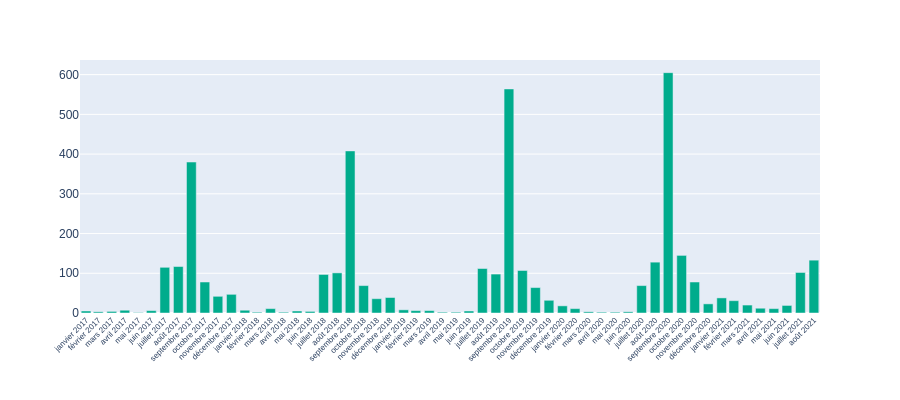 600
500
400
300
200
100
0
janvier 2017
février 2017
mars 2017
avril 2017
mai 2017
juin 2017
juillet 2017
août 2017
septembre 2017
octobre 2017
novembre 2017
décembre 2017
janvier 2018
février 2018
mars 2018
avril 2018
mai 2018
juin 2018
juillet 2018
août 2018
septembre 2018
octobre 2018
novembre 2018
décembre 2018
janvier 2019
février 2019
mars 2019
avril 2019
mai 2019
juin 2019
juillet 2019
août 2019
septembre 2019
octobre 2019
novembre 2019
décembre 2019
janvier 2020
février 2020
mars 2020
avril 2020
mai 2020
juin 2020
juillet 2020
août 2020
septembre 2020
octobre 2020
novembre 2020
décembre 2020
janvier 2021
février 2021
mars 2021
avril 2021
mai 2021
juin 2021
juillet 2021
août 2021